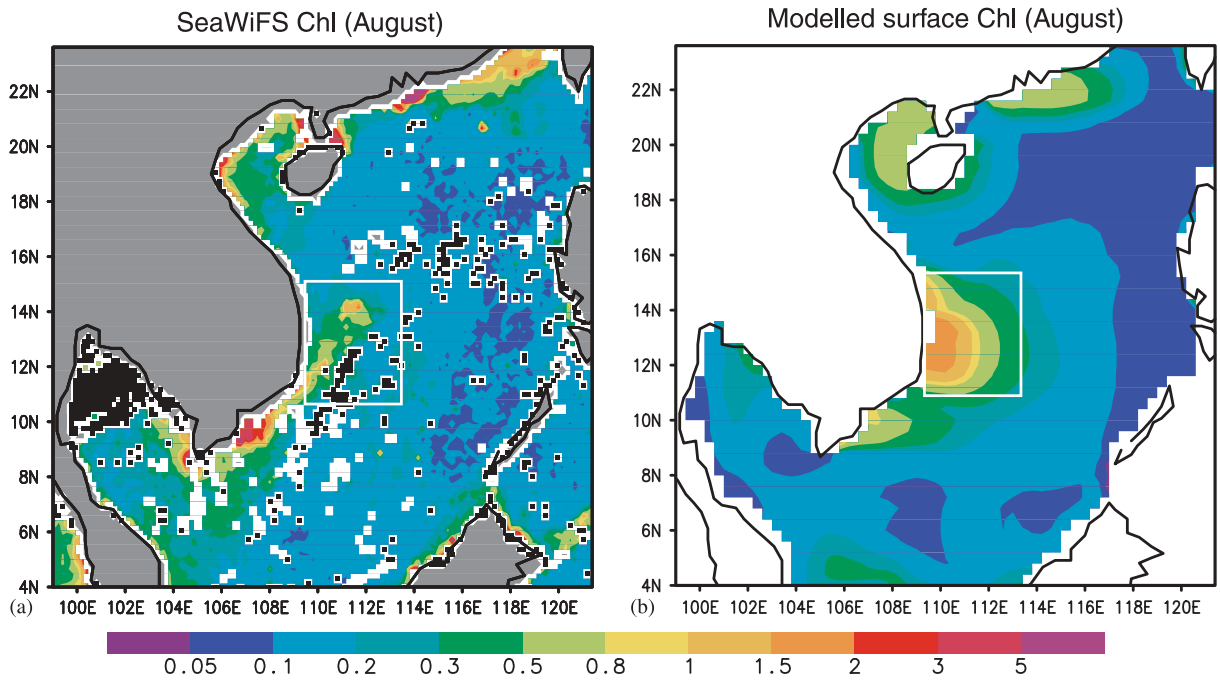 SeaWiFS Chl (August)
Modelled surface Chl (August)
22N
20N
18N
16N
14N
12N
10N
8N
6N
4N
(a)
100E 102E 104E 106E 108E 110E 112E 114E 116E 118E 120E
22N
20N
18N
16N
14N
12N
10N
8N
6N
4N
(b)
100E 102E 104E 106E 108E 110E 112E 114E 116E 118E 120E
0.05 0.1 0.2 0.3 0.5 0.8 1 1.5 2 3 5